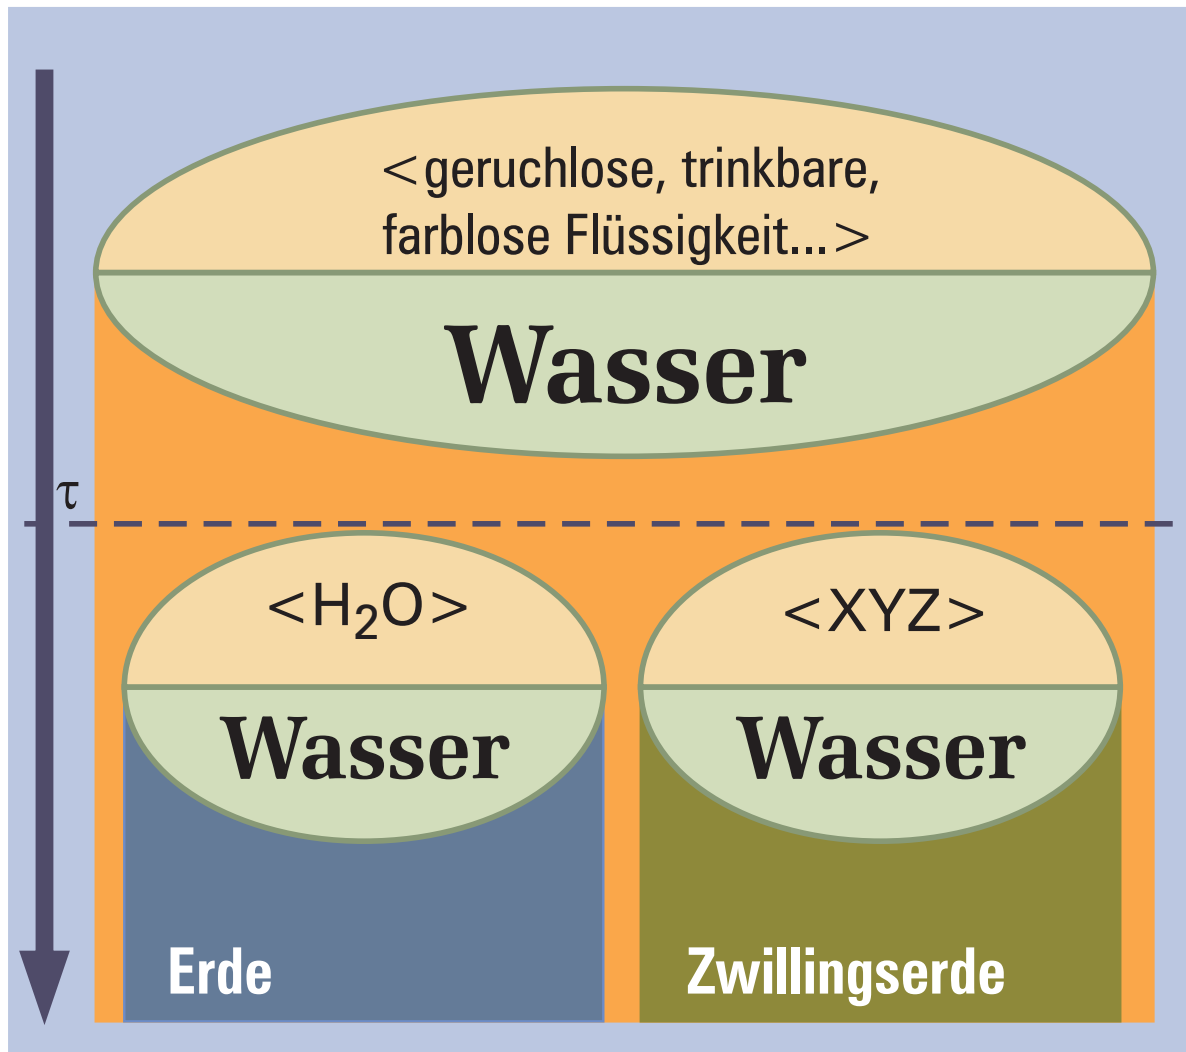 <geruchlose, trinkbare,
farblose Flüssigkeit...>
Wasser
τ
<H₂O>
<XYZ>
Wasser
Wasser
Erde
Zwillingserde